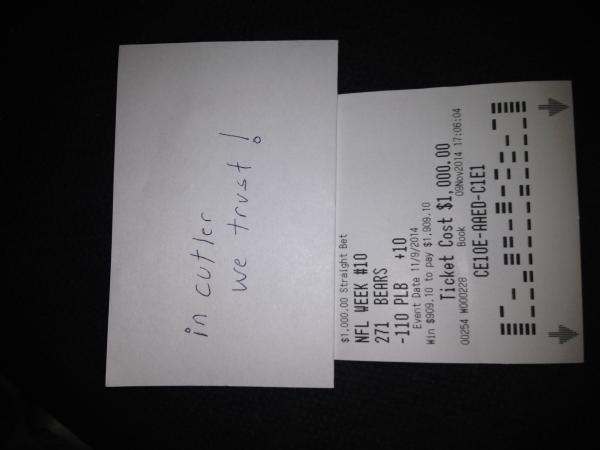 in cutler
we trust!
$1,000.00 Straight Bet
NFL WEEK #10
271 BEARS
-110 PLB +10
Event Date 11/9/2014
Win $909.10 to pay $1,909.10
Ticket Cost $1,000.00
00254 W000228 Book 09Nov2014 17:06:04
CE10E-AAED-C1E1